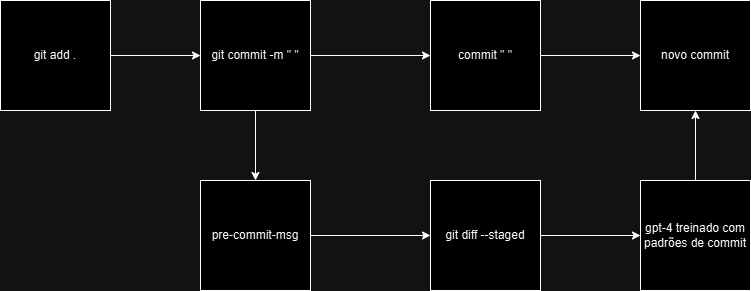 git add .
git commit -m " "
commit " "
novo commit
pre-commit-msg
git diff --staged
gpt-4 treinado com
padrões de commit